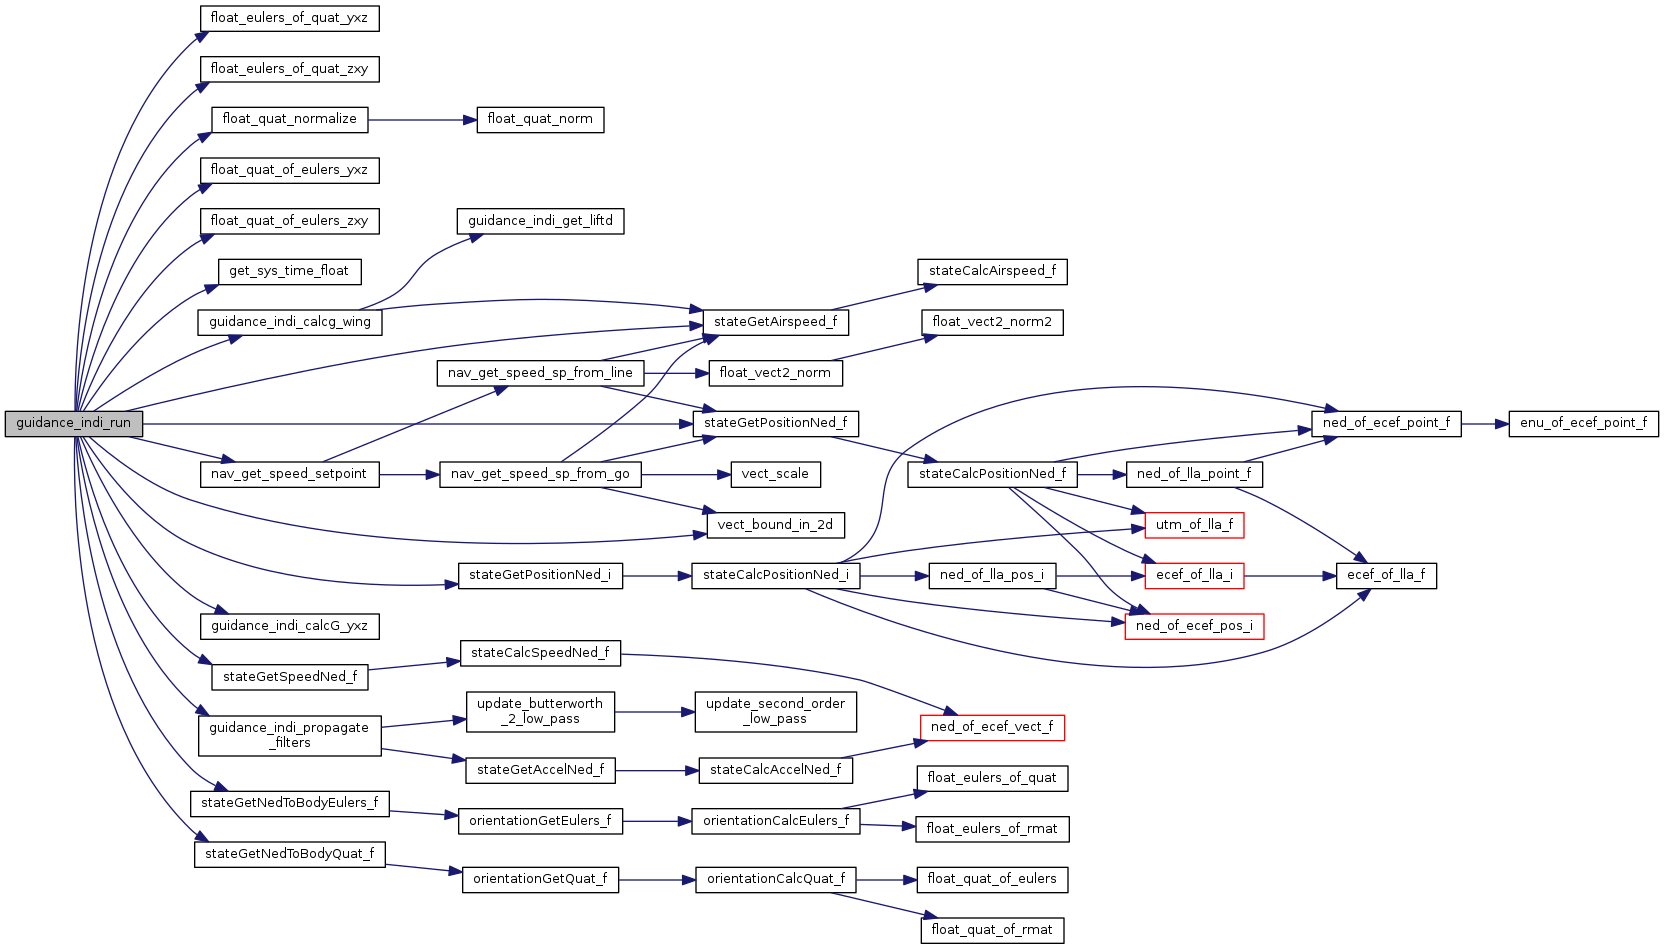 float_eulers_of_quat_yxz
float_eulers_of_quat_zxy
float_quat_normalize
float_quat_norm
float_quat_of_eulers_yxz
float_quat_of_eulers_zxy
guidance_indi_get_liftd
get_sys_time_float
stateCalcAirspeed_f
guidance_indi_calcg_wing
stateGetAirspeed_f
float_vect2_norm2
nav_get_speed_sp_from_line
float_vect2_norm
guidance_indi_run
stateGetPositionNed_f
ned_of_ecef_point_f
enu_of_ecef_point_f
nav_get_speed_setpoint
nav_get_speed_sp_from_go
vect_scale
stateCalcPositionNed_f
ned_of_lla_point_f
vect_bound_in_2d
utm_of_lla_f
stateGetPositionNed_i
stateCalcPositionNed_i
ned_of_lla_pos_i
ecef_of_lla_i
ecef_of_lla_f
guidance_indi_calcG_yxz
ned_of_ecef_pos_i
stateCalcSpeedNed_f
stateGetSpeedNed_f
update_butterworth
_2_low_pass
update_second_order
_low_pass
guidance_indi_propagate
_filters
ned_of_ecef_vect_f
stateGetAccelNed_f
stateCalcAccelNed_f
float_eulers_of_quat
stateGetNedToBodyEulers_f
orientationGetEulers_f
orientationCalcEulers_f
float_eulers_of_rmat
stateGetNedToBodyQuat_f
orientationGetQuat_f
orientationCalcQuat_f
float_quat_of_eulers
float_quat_of_rmat